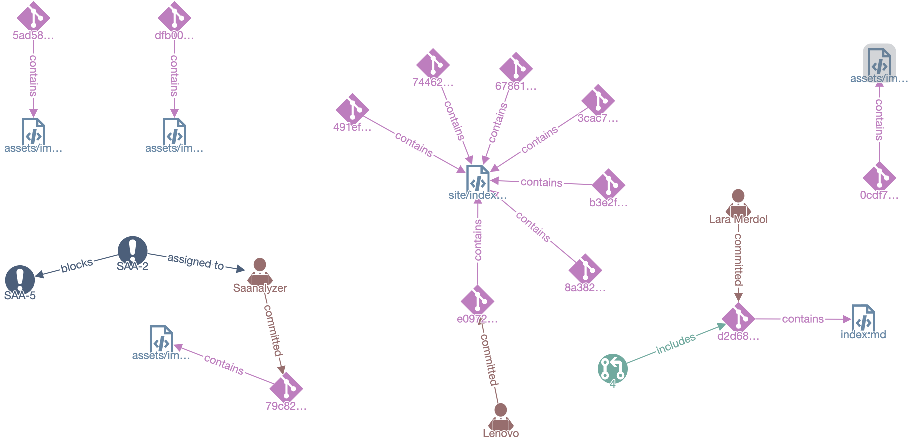 5ad58...
contains
assets/im...
dfb00...
contains
assets/im...
74462...
67861...
491ef...
3cac7...
contains
contains
contains
contains
site/index...
contains
b3e2f...
contains
contains
8a382...
e0972...
committed
Lenovo
assets/im...
contains
0cdf7...
Lara Merdol
committed
d2d68...
contains
index.md
includes
4
SAA-2
blocks
SAA-5
assigned to
Saanalyzer
committed
79c82...
contains
assets/im...